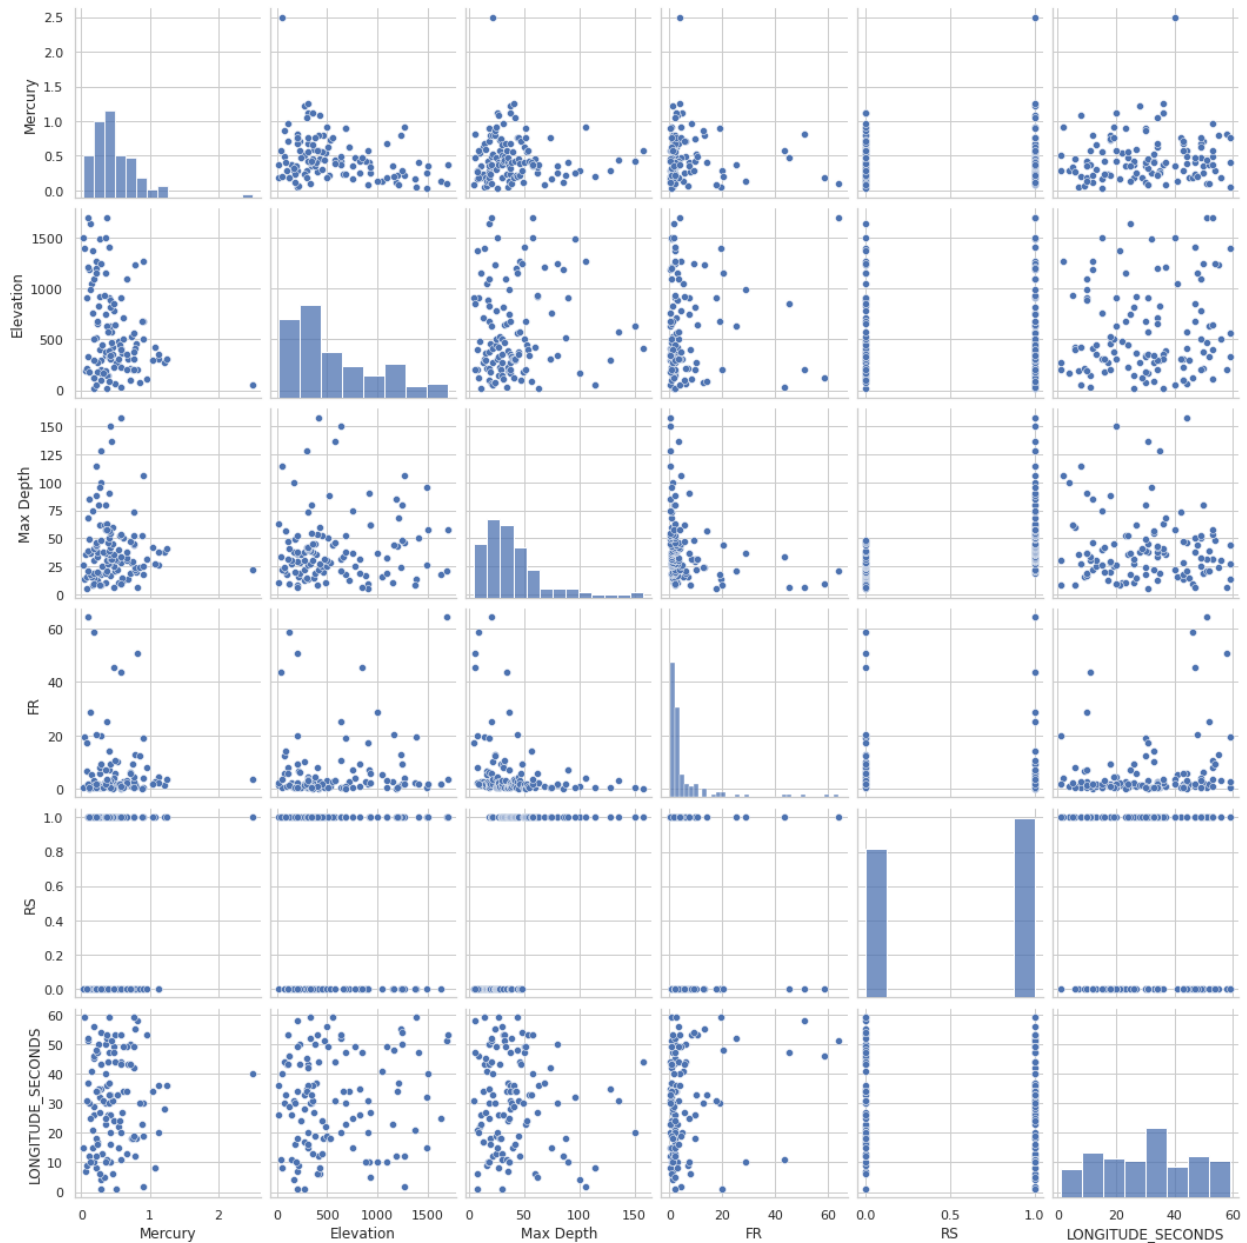 2.5
2.0
1.5
1.0
0.5
0.0
Mercury
1500
1000
500
0
Elevation
150
125
100
75
50
25
0
Max Depth
60
40
20
0
FR
1.0
0.8
0.6
0.4
0.2
0.0
RS
60
50
40
30
20
10
0
LONGITUDE_SECONDS
0 1 2
Mercury
0 500 1000 1500
Elevation
0 50 100 150
Max Depth
0 20 40 60
FR
0.0 0.5 1.0
RS
0 20 40 60
LONGITUDE_SECONDS